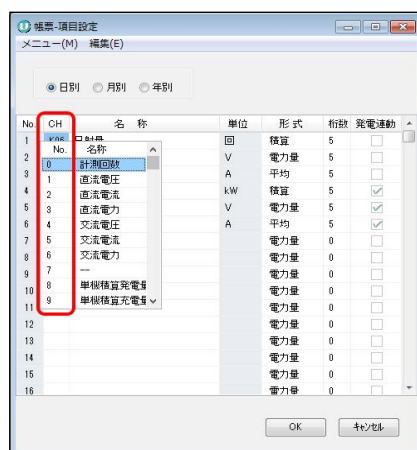 帳票-項目設定
メニュー(M) 編集(E)
日別 月別 年別
No. CH 名 称 単位 形 式 桁数 発電連動
1 K06 日射量 回 積算 5
2 V 電力量 5
3 A 平均 5
4 kW 積算 5
5 V 電力量 5
6 A 平均 5
7 電力量 0
8 電力量 0
9 電力量 0
10 電力量 0
11 電力量 0
12 電力量 0
13 電力量 0
14 電力量 0
15 電力量 0
16 電力量 0
No. 名称
0 計測回数
1 直流電圧
2 直流電流
3 直流電力
4 交流電圧
5 交流電流
6 交流電力
7 --
8 単機積算発電量
9 単機積算充電量
OK キャンセル